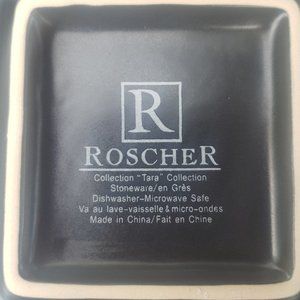 R
ROSCHER
Collection "Tara" Collection
Stoneware/en Grès
Dishwasher-Microwave Safe
Va au lave-vaisselle & micro-ondes
Made in China/Fait en Chine